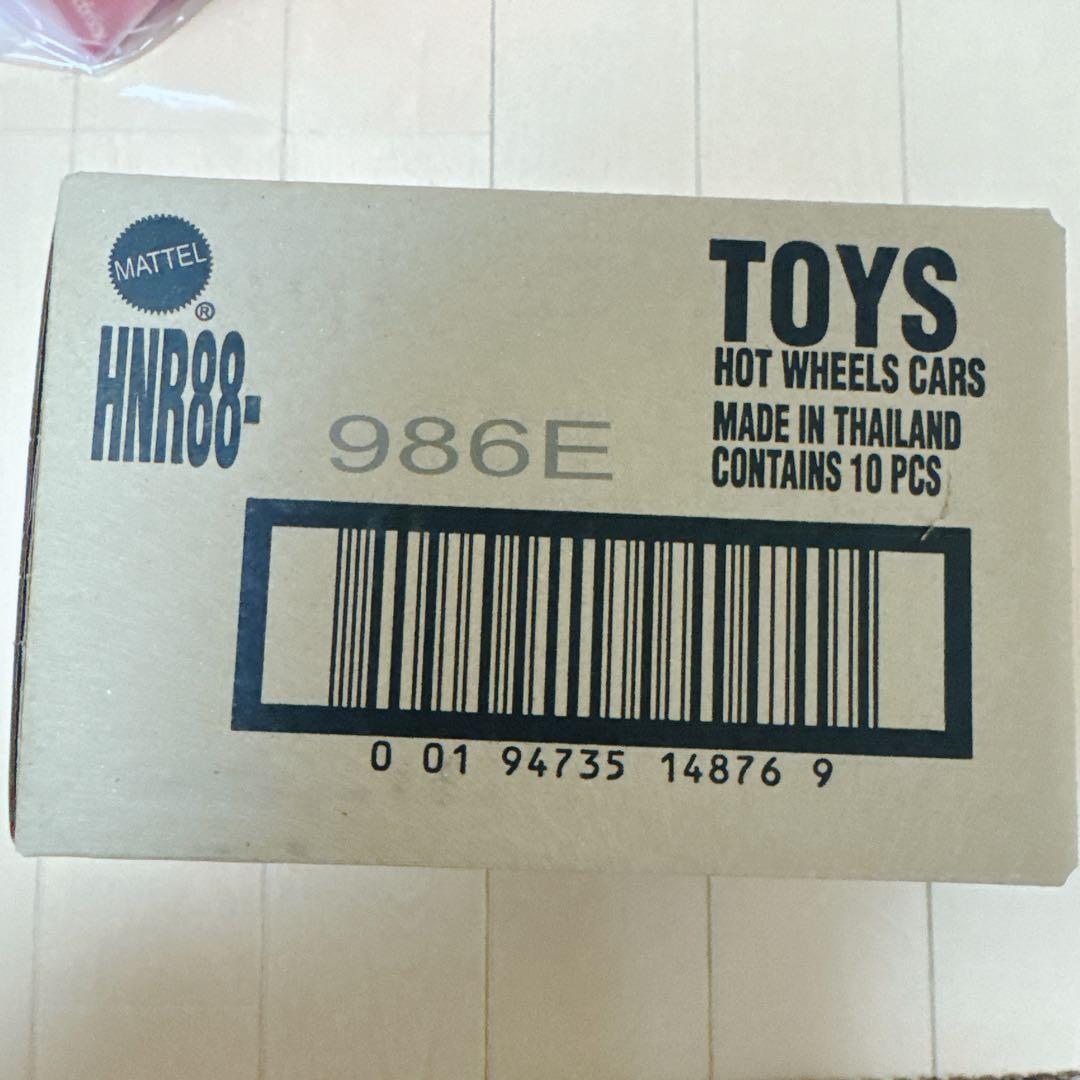 MATTEL
®
HNR88-
986E
TOYS
HOT WHEELS CARS
MADE IN THAILAND
CONTAINS 10 PCS
0 01 94735 14876 9